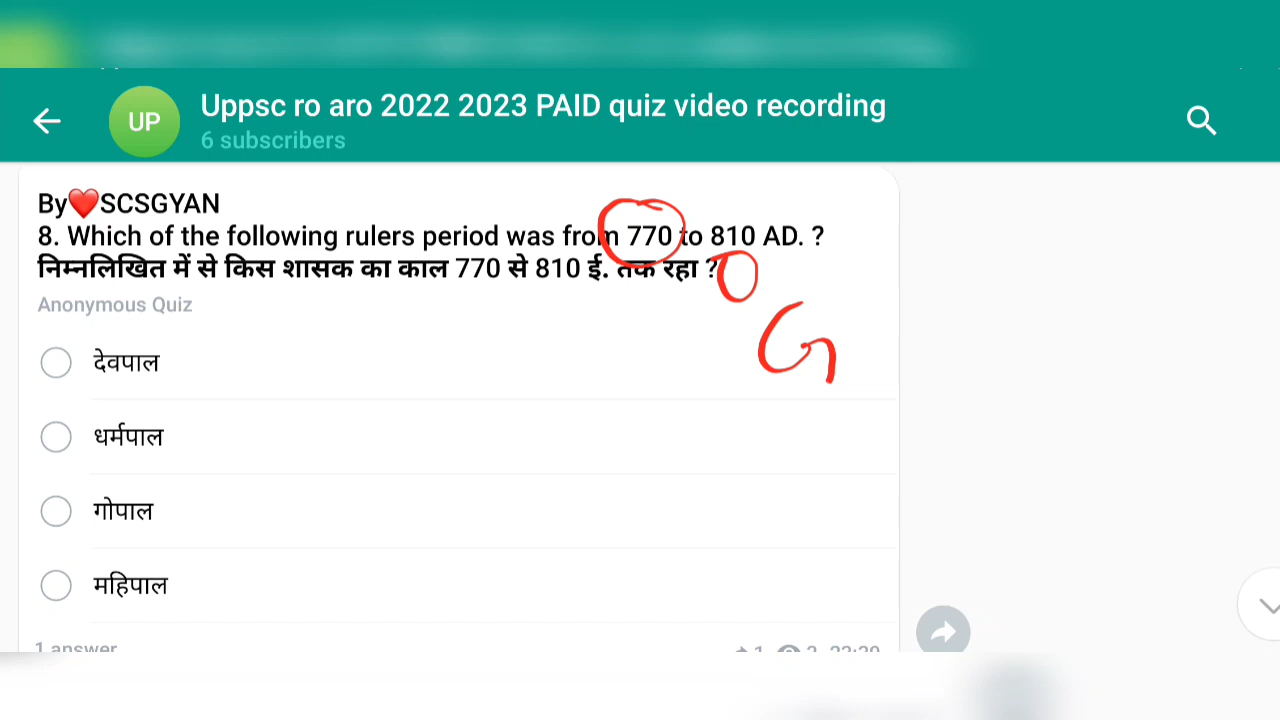 UP
Uppsc ro aro 2022 2023 PAID quiz video recording
6 subscribers
By❤️SCSGYAN
8. Which of the following rulers period was from 770 to 810 AD. ?
निम्नलिखित में से किस शासक का काल 770 से 810 ई. तक रहा ?
Anonymous Quiz
देवपाल
धर्मपाल
गोपाल
महिपाल
1 answer